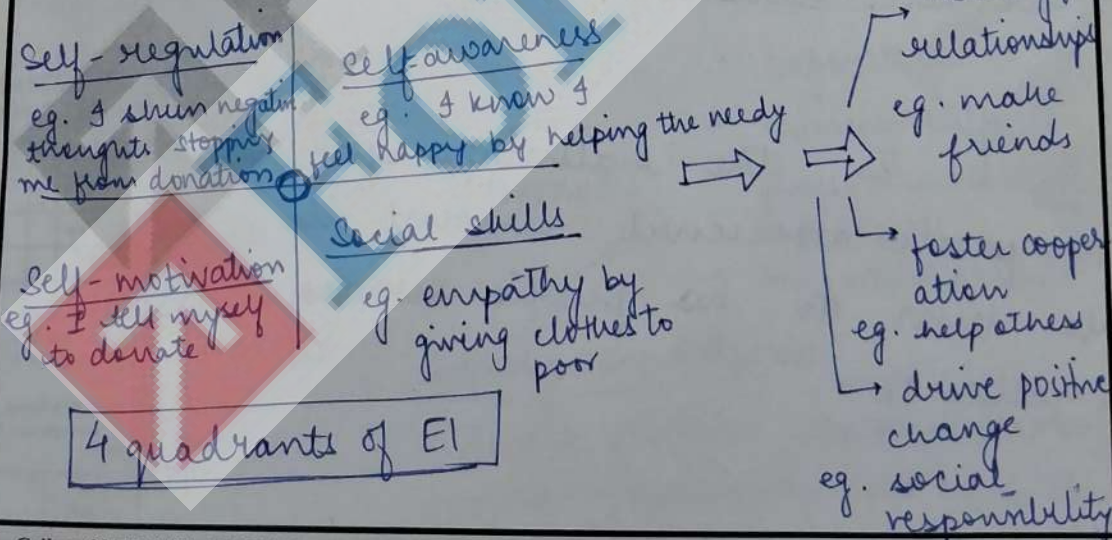 Self-regulation
eg. I shun negative
thoughts stopping
me from donation
Self-awareness
eg. I know I
feel happy by helping the needy
Self-motivation
eg. I tell myself
to donate
Social skills
eg. empathy by
giving clothes to
poor
4 quadrants of EI
relationships
eg. make
friends
foster cooper
ation
eg. help others
drive positive
change
eg. social
responsibility